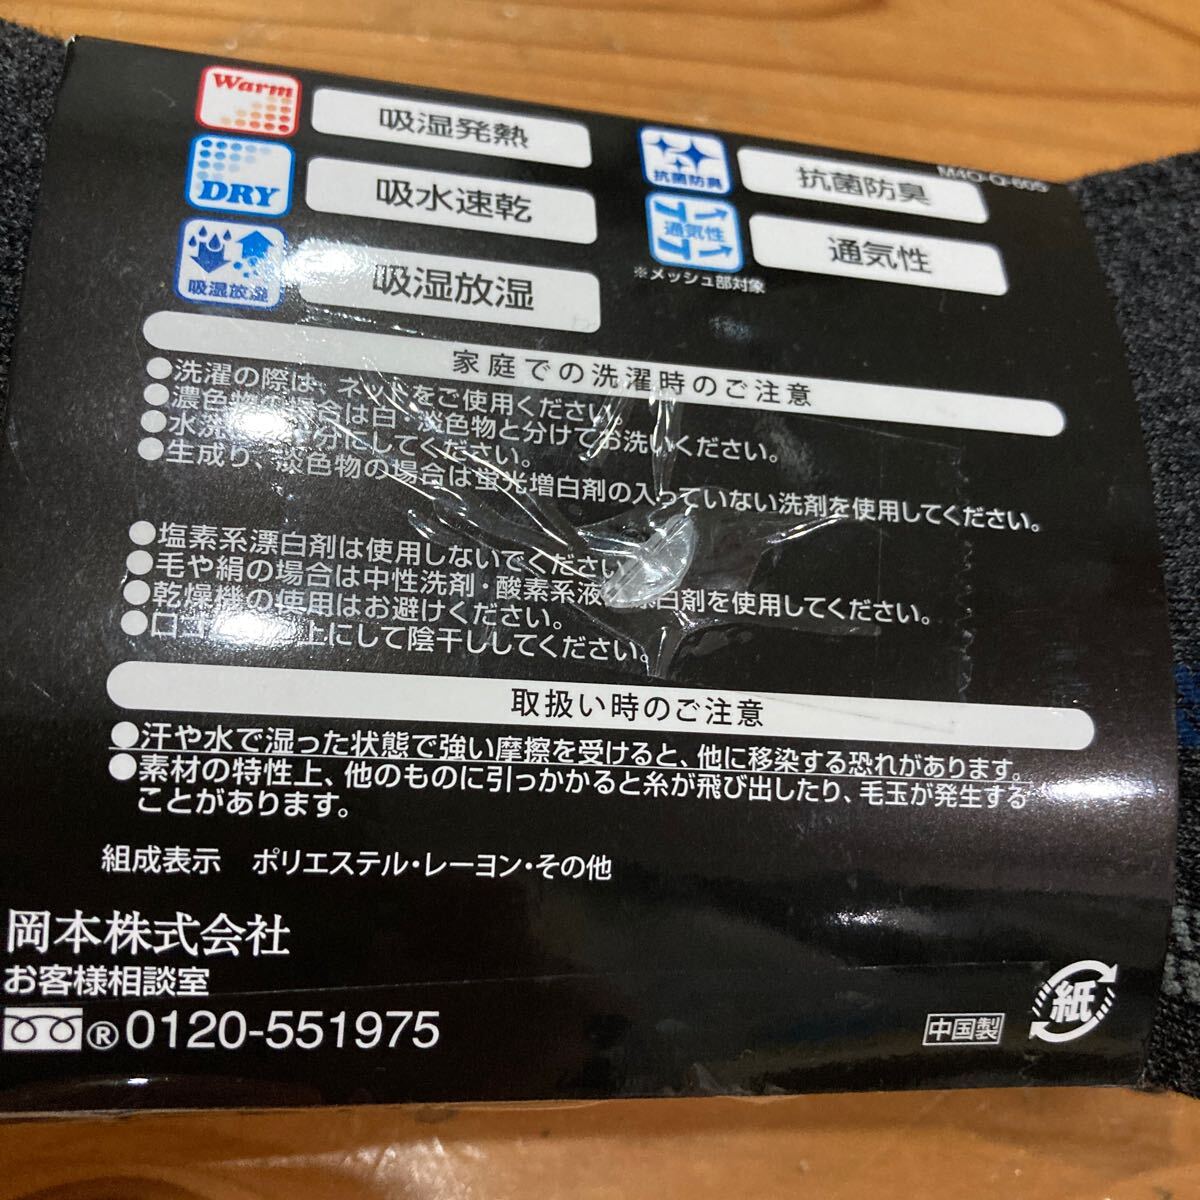 Warm
吸湿発熱
DRY
吸水速乾
吸湿放湿
吸湿放湿
抗菌防臭
抗菌防臭
M4O-Q-605
通気性
通気性
※メッシュ部対象
家庭での洗濯時のご注意
●洗濯の際は、ネットをご使用ください。
●濃色物の場合は白・淡色物と分けてお洗いください。
●水洗 分にしてください。
●生成り、淡色物の場合は蛍光増白剤の入っていない洗剤を使用してください。
●塩素系漂白剤は使用しないでください
●毛や絹の場合は中性洗剤・酸素系液 漂白剤を使用してください。
●乾燥機の使用はお避けください。
●口ゴ 上にして陰干ししてください。
取扱い時のご注意
●汗や水で湿った状態で強い摩擦を受けると、他に移染する恐れがあります。
●素材の特性上、他のものに引っかかると糸が飛び出したり、毛玉が発生する
ことがあります。
組成表示 ポリエステル・レーヨン・その他
岡本株式会社
お客様相談室
®0120-551975
中国製
紙